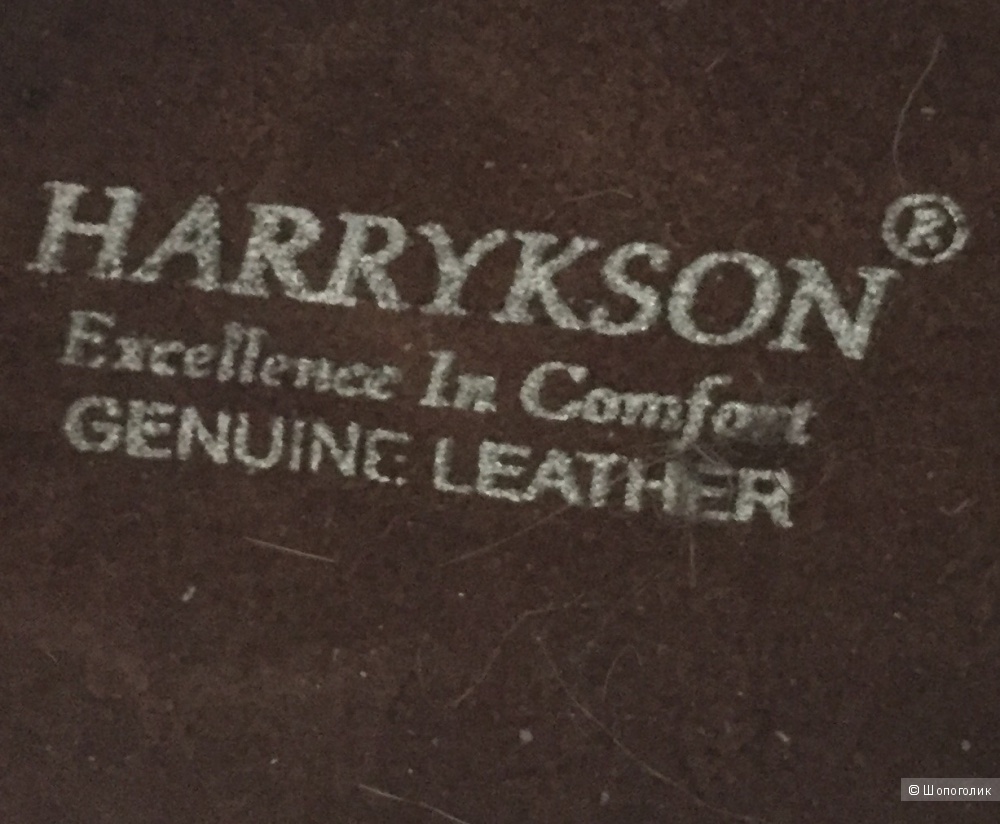 HARRYKSON®
Excellence In Comfort
GENUINE LEATHER
© Шопоголик